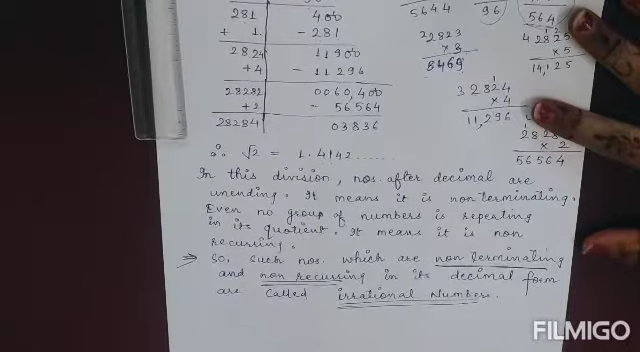 281
+ 1
2824
+4
28282
+2
28284
400
- 281
11900
- 11296
0060,400
- 56564
03836
5644
96
564
22823
× 3
8469
42825
× 5
14,125
32824
× 4
11,296
× 2
56564
∴ √2 = 1.4142......
In this division, nos. after decimal are
unending. It means it is non terminating.
Even no group of numbers is repeating
in its quotient. It means it is non
recurring.
⇒ So, such nos. which are non terminating
and non recurring in its decimal form
are called irrational Numbers.
FILMIGO